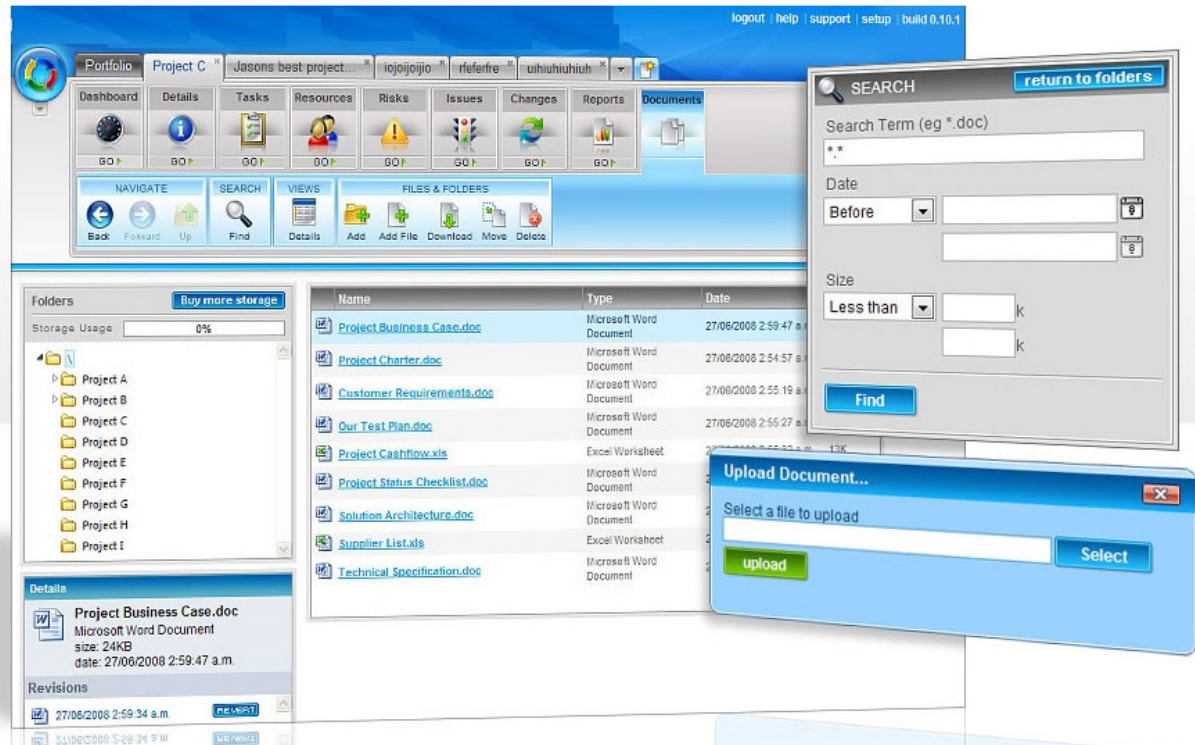 logout | help | support | setup | build 0.10.1
Portfolio
Project C
Jasons best project...
iojoijoijio
rfeferfre
uihiuhiuhiuh
Dashboard
Details
Tasks
Resources
Risks
Issues
Changes
Reports
Documents
GO
GO
GO
GO
GO
GO
GO
GO
NAVIGATE
SEARCH
VIEWS
FILES & FOLDERS
Back
Forward
Up
Find
Details
Add
Add File
Download
Move
Delete
Folders
Buy more storage
Storage Usage
0%
\
Project A
Project B
Project C
Project D
Project E
Project F
Project G
Project H
Project I
Name Type Date
Project Business Case.doc Microsoft Word Document 27/06/2008 2:59:47 a.m.
Project Charter.doc Microsoft Word Document 27/06/2008 2:54:57 a.m.
Customer Requirements.doc Microsoft Word Document 27/06/2008 2:55:19 a.m.
Our Test Plan.doc Microsoft Word Document 27/06/2008 2:55:27 a.m.
Project Cashflow.xls Excel Worksheet 13K
Project Status Checklist.doc Microsoft Word Document
Solution Architecture.doc Microsoft Word Document
Supplier List.xls Excel Worksheet
Technical Specification.doc Microsoft Word Document
Details
Project Business Case.doc
Microsoft Word Document
size: 24KB
date: 27/06/2008 2:59:47 a.m.
Revisions
27/06/2008 2:59:34 a.m.
REVERT
SEARCH
return to folders
Search Term (eg *.doc)
*.*
Date
Before
Size
Less than
k
k
Find
Upload Document...
Select a file to upload
Select
upload